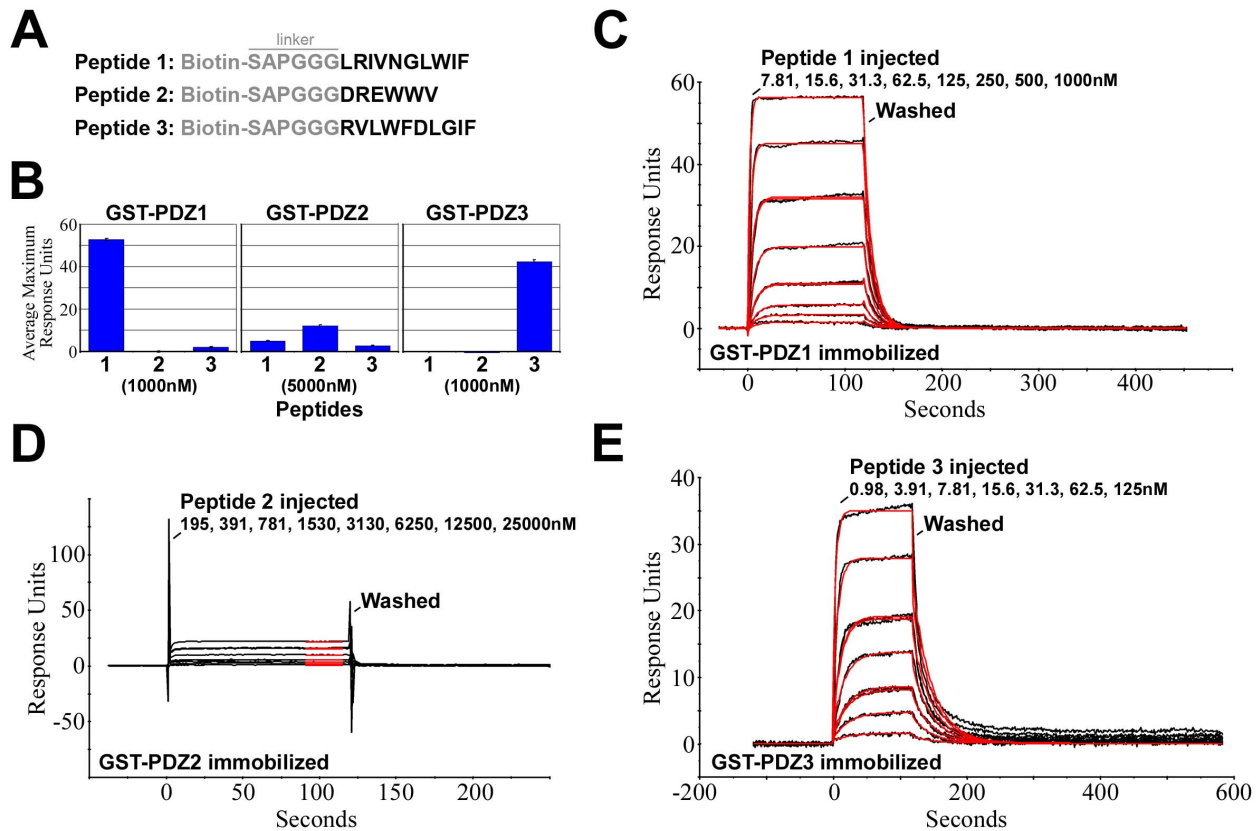 A
linker
Peptide 1: Biotin-SAPGGGLRIVNGLWIF
Peptide 2: Biotin-SAPGGGDREWWV
Peptide 3: Biotin-SAPGGGRVLWFDLGIF
B
GST-PDZ1 GST-PDZ2 GST-PDZ3
Average Maximum
Response Units
60
40
20
0
1 2 3 1 2 3 1 2 3
(1000nM) (5000nM) (1000nM)
Peptides
C
Peptide 1 injected
7.81, 15.6, 31.3, 62.5, 125, 250, 500, 1000nM
Washed
Response Units
60
40
20
0
GST-PDZ1 immobilized
0 100 200 300 400
Seconds
D
Peptide 2 injected
195, 391, 781, 1530, 3130, 6250, 12500, 25000nM
Washed
Response Units
100
50
0
-50
GST-PDZ2 immobilized
0 50 100 200
Seconds
E
Peptide 3 injected
0.98, 3.91, 7.81, 15.6, 31.3, 62.5, 125nM
Washed
Response Units
40
30
20
10
0
GST-PDZ3 immobilized
-200 0 200 400 600
Seconds